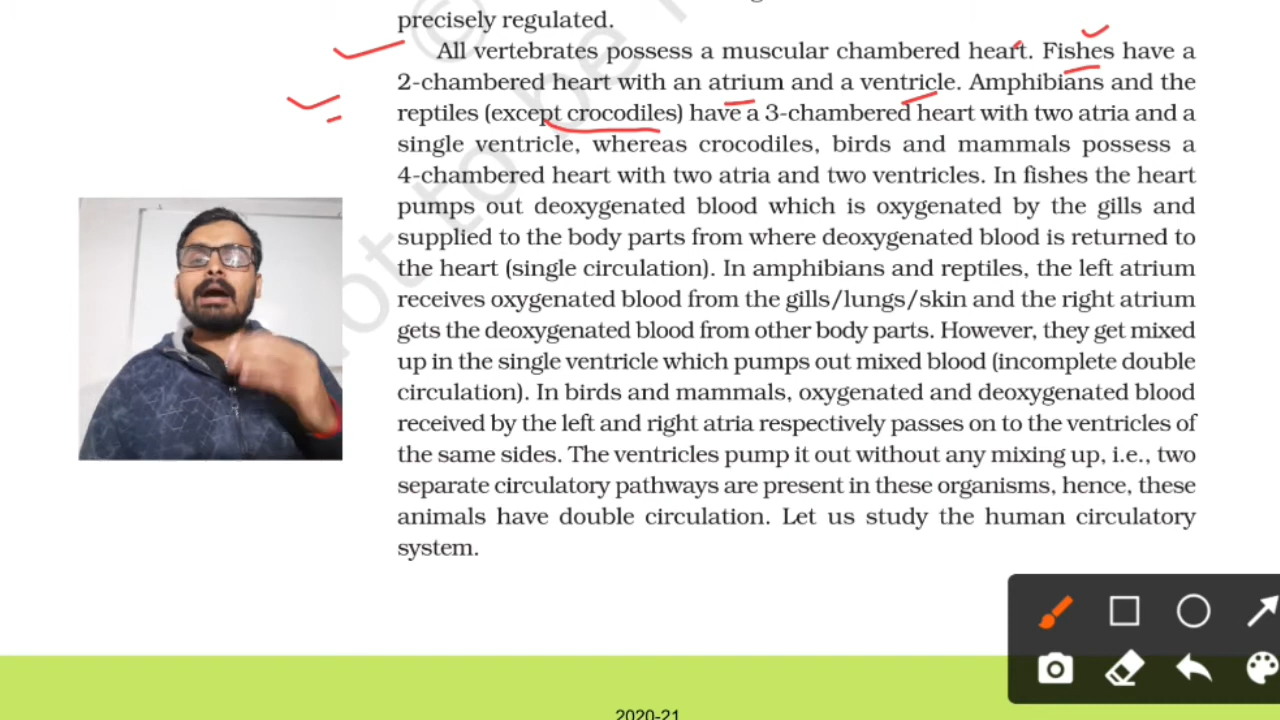 precisely regulated.
All vertebrates possess a muscular chambered heart. Fishes have a
2-chambered heart with an atrium and a ventricle. Amphibians and the
reptiles (except crocodiles) have a 3-chambered heart with two atria and a
single ventricle, whereas crocodiles, birds and mammals possess a
4-chambered heart with two atria and two ventricles. In fishes the heart
pumps out deoxygenated blood which is oxygenated by the gills and
supplied to the body parts from where deoxygenated blood is returned to
the heart (single circulation). In amphibians and reptiles, the left atrium
receives oxygenated blood from the gills/lungs/skin and the right atrium
gets the deoxygenated blood from other body parts. However, they get mixed
up in the single ventricle which pumps out mixed blood (incomplete double
circulation). In birds and mammals, oxygenated and deoxygenated blood
received by the left and right atria respectively passes on to the ventricles of
the same sides. The ventricles pump it out without any mixing up, i.e., two
separate circulatory pathways are present in these organisms, hence, these
animals have double circulation. Let us study the human circulatory
system.
©
not to be
2020-21